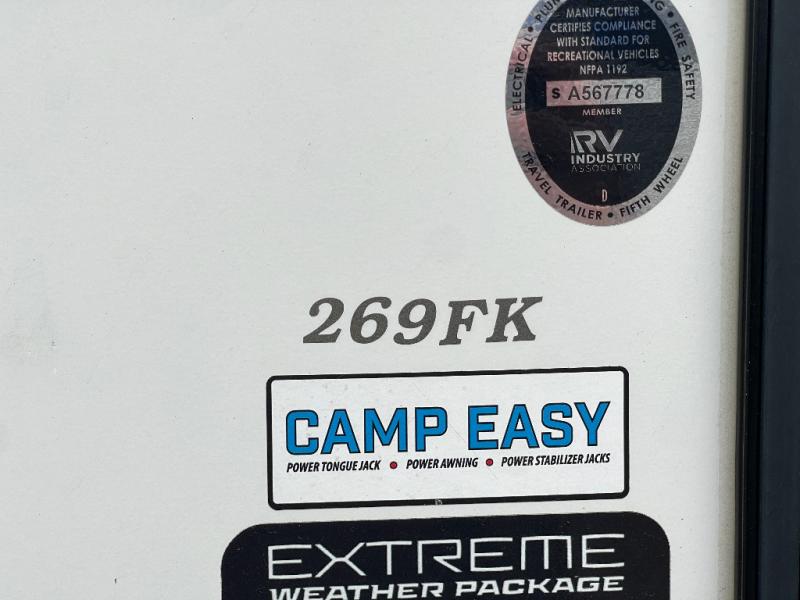 ELECTRICAL • PLUMBING • FIRE SAFETY
MANUFACTURER
CERTIFIES COMPLIANCE
WITH STANDARD FOR
RECREATIONAL VEHICLES
NFPA 1192
S A567778
MEMBER
RV
INDUSTRY
ASSOCIATION
D
TRAVEL TRAILER • FIFTH WHEEL
269FK
CAMP EASY
POWER TONGUE JACK • POWER AWNING • POWER STABILIZER JACKS
EXTREME
WEATHER PACKAGE